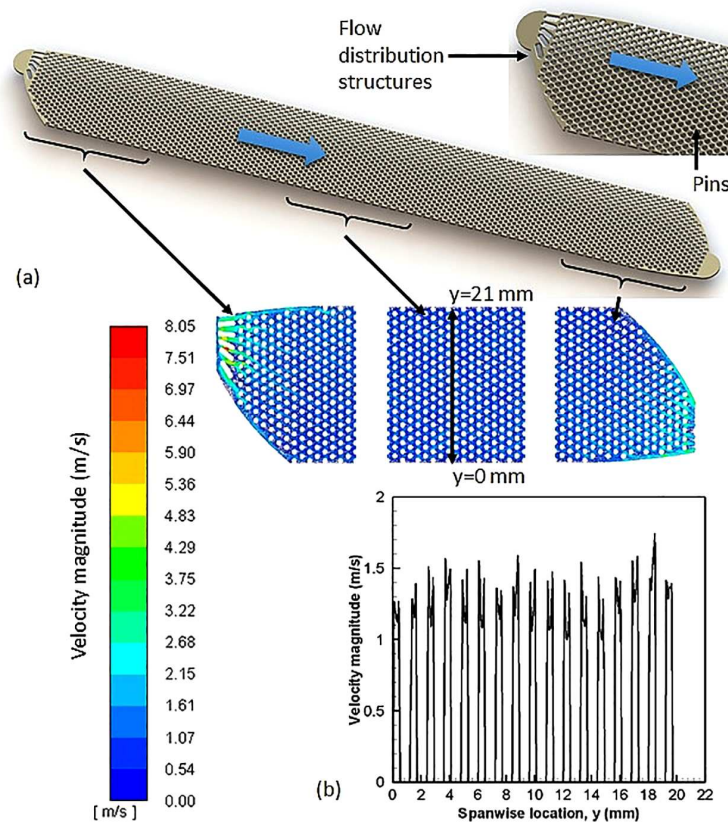 Flow
distribution
structures
Pins
(a)
y=21 mm
y=0 mm
Velocity magnitude (m/s)
8.05
7.51
6.97
6.44
5.90
5.36
4.83
4.29
3.75
3.22
2.68
2.15
1.61
1.07
0.54
0.00
[ m/s ]
(b)
Velocity magnitude (m/s)
2
1.5
1
0.5
0
0 2 4 6 8 10 12 14 16 18 20 22
Spanwise location, y (mm)